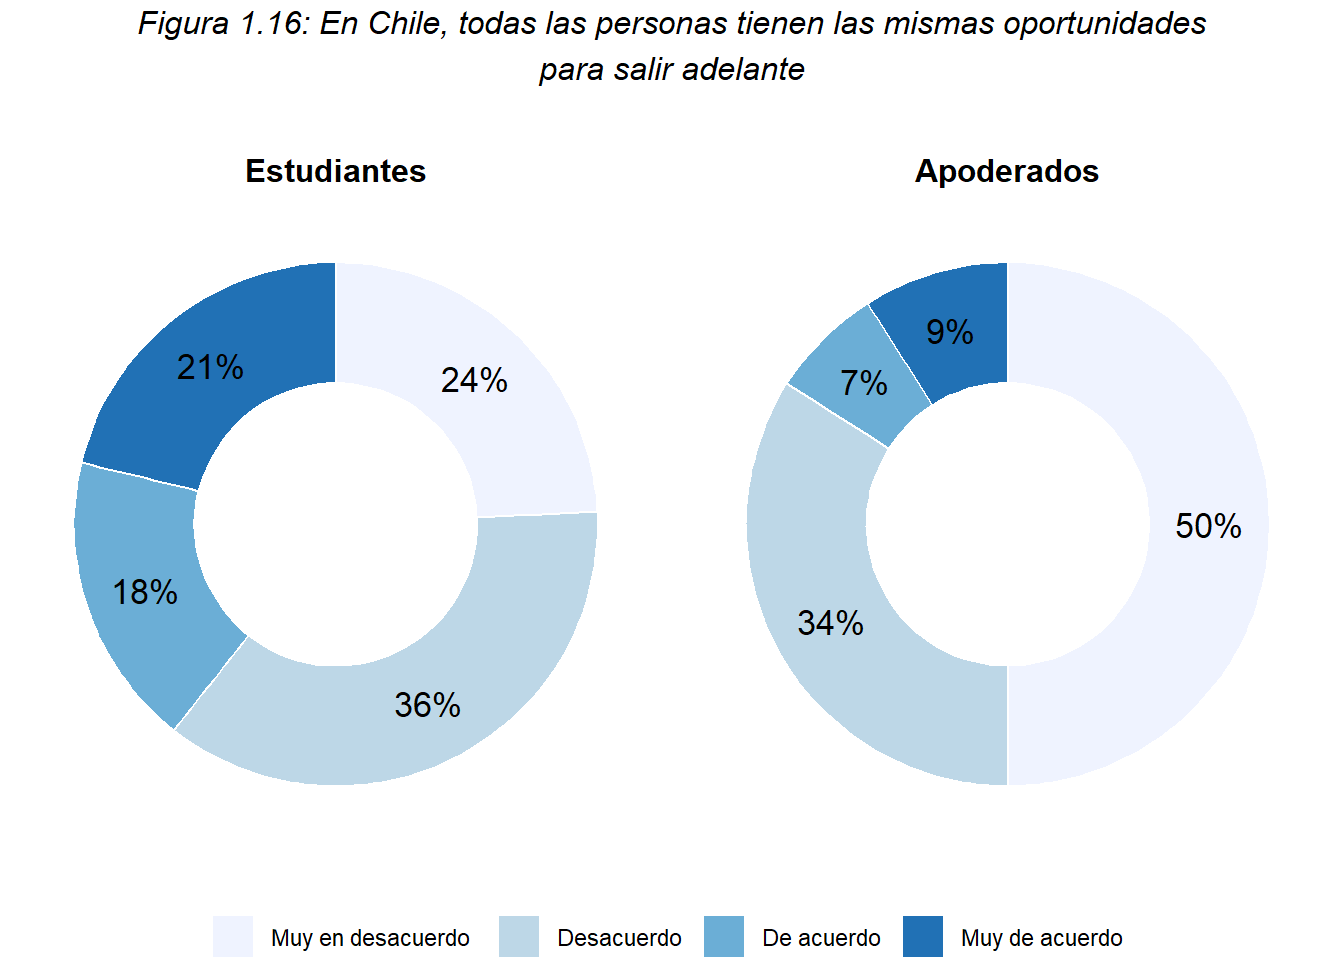 Figura 1.16: En Chile, todas las personas tienen las mismas oportunidades
para salir adelante
Estudiantes
Apoderados
21%
24%
18%
36%
9%
7%
50%
34%
Muy en desacuerdo
Desacuerdo
De acuerdo
Muy de acuerdo